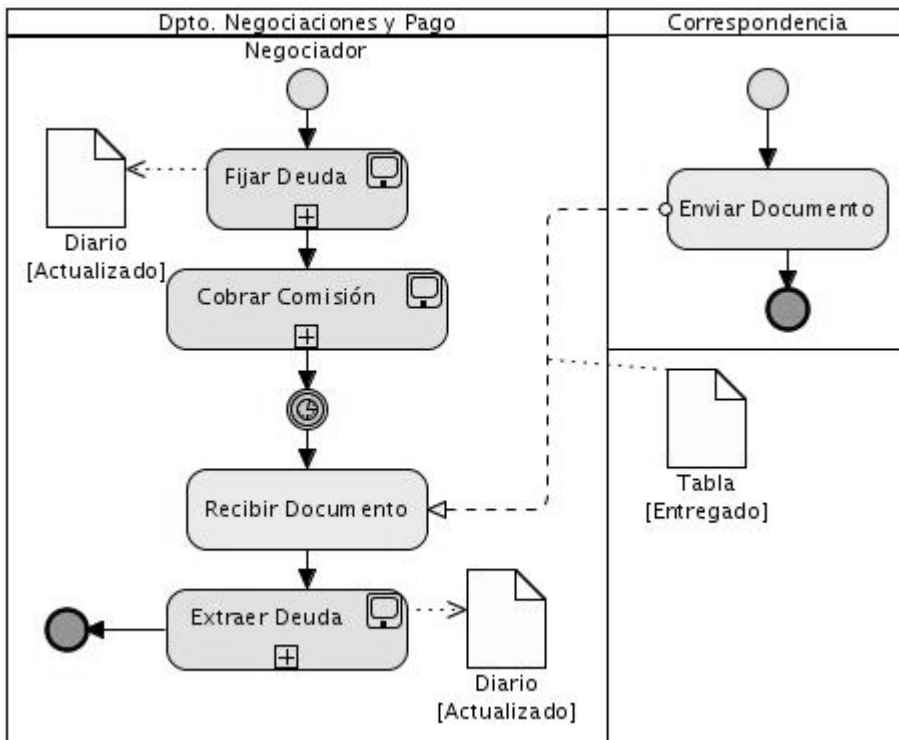 Dpto. Negociaciones y Pago
Correspondencia
Negociador
Fijar Deuda
Diario
[Actualizado]
Enviar Documento
Cobrar Comisión
Recibir Documento
Tabla
[Entregado]
Extraer Deuda
Diario
[Actualizado]